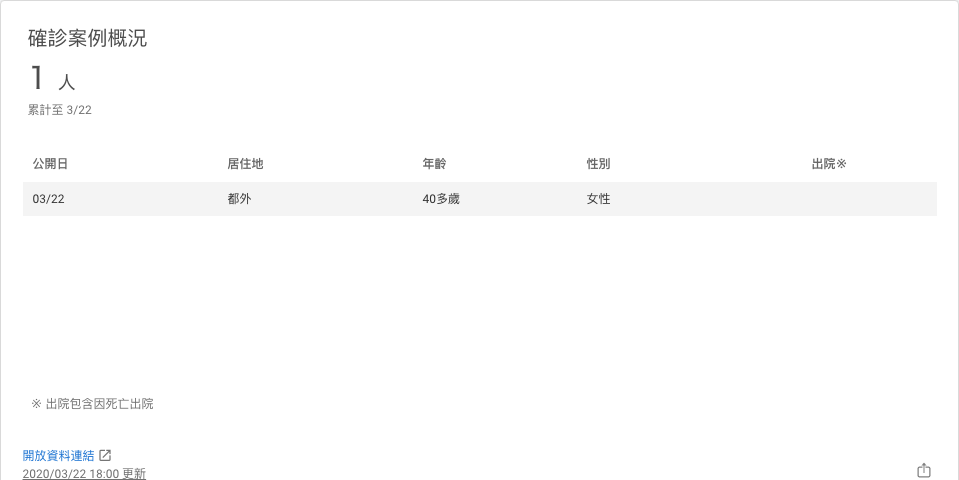 確診案例概況
1 人
累計至 3/22
公開日 居住地 年齡 性別 出院※
03/22 都外 40多歲 女性
※ 出院包含因死亡出院
開放資料連結
2020/03/22 18:00 更新